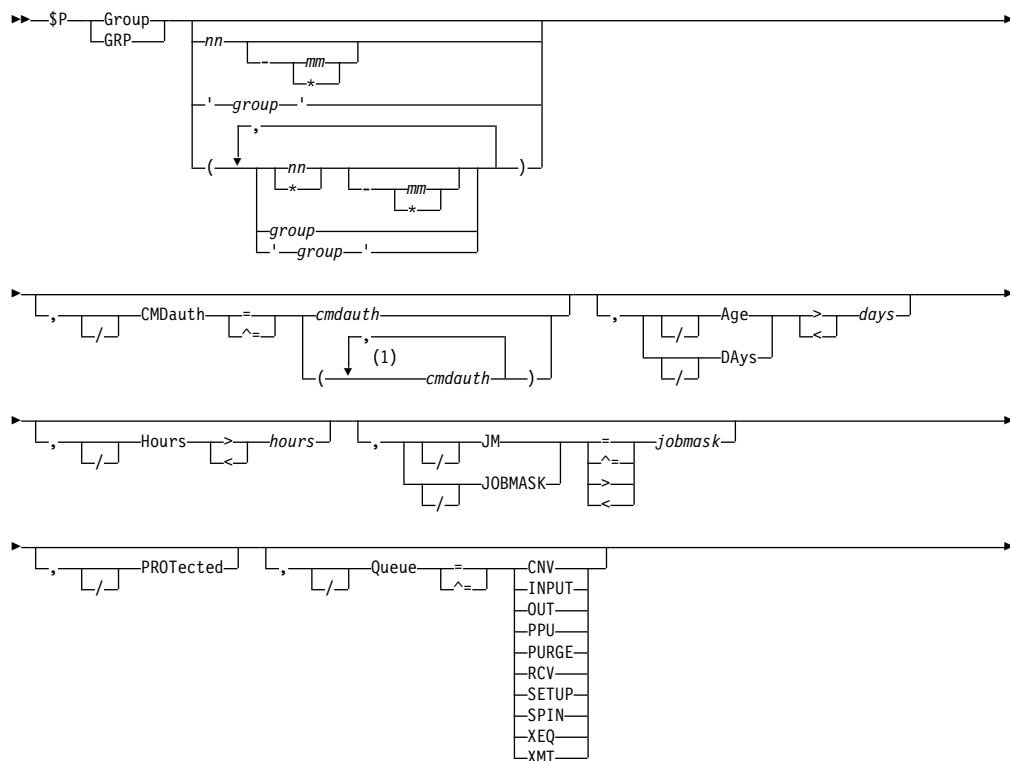 $P Group
GRP
nn
- mm
*
' group '
,
( nn - mm )
* *
group
' group '
, / CMDauth = cmdauth
^=
,
(1)
( cmdauth )
, / Age > days
<
/ DAys
, / Hours > hours
<
, / JM = jobmask
^=
/ JOBMASK >
<
, / PROTected
, / Queue = CNV
^= INPUT
OUT
PPU
PURGE
RCV
SETUP
SPIN
XEQ
XMT